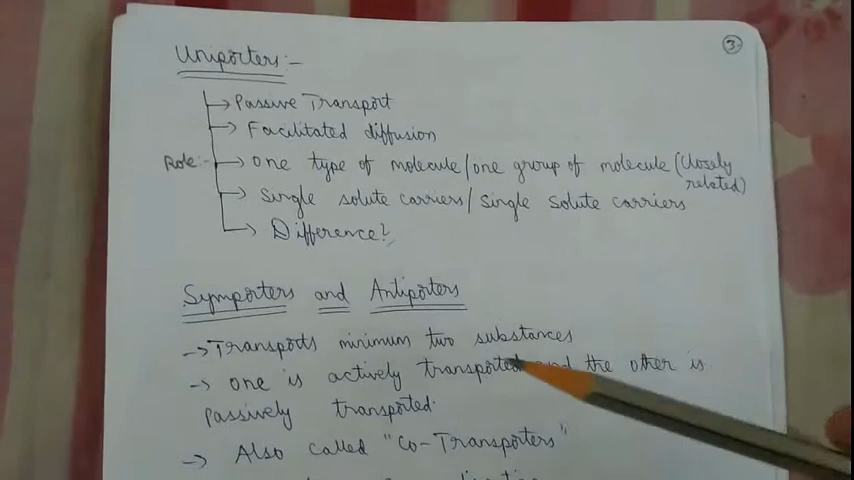 3.
Uniporters:-
→ Passive Transport
→ Facilitated diffusion
Role:- → One type of molecule/one group of molecule (closely
related)
→ Single solute carriers/Single Solute carriers
→ Difference?
Symporters and Antiporters
→ Transports minimum two substances
→ One is actively transported and the other is
passively transported.
→ Also called "Co-Transporters"